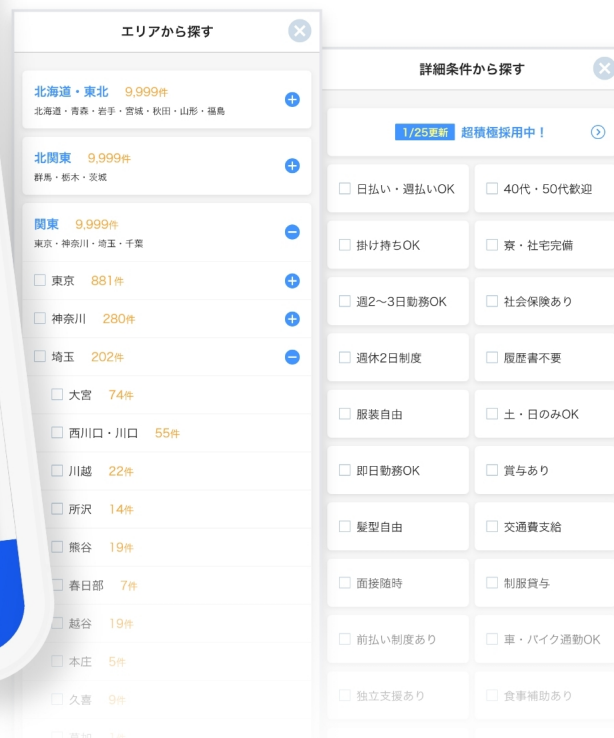 エリアから探す
北海道・東北 9,999件
北海道・青森・岩手・宮城・秋田・山形・福島
北関東 9,999件
群馬・栃木・茨城
関東 9,999件
東京・神奈川・埼玉・千葉
東京 881件
神奈川 280件
埼玉 202件
大宮 74件
西川口・川口 55件
川越 22件
所沢 14件
熊谷 19件
春日部 7件
越谷 19件
本庄 5件
久喜 9件
詳細条件から探す
1/25更新 超積極採用中！
日払い・週払いOK
40代・50代歓迎
掛け持ちOK
寮・社宅完備
週2〜3日勤務OK
社会保険あり
週休2日制度
履歴書不要
服装自由
土・日のみOK
即日勤務OK
賞与あり
髪型自由
交通費支給
面接随時
制服貸与
前払い制度あり
車・バイク通勤OK
独立支援あり
食事補助あり